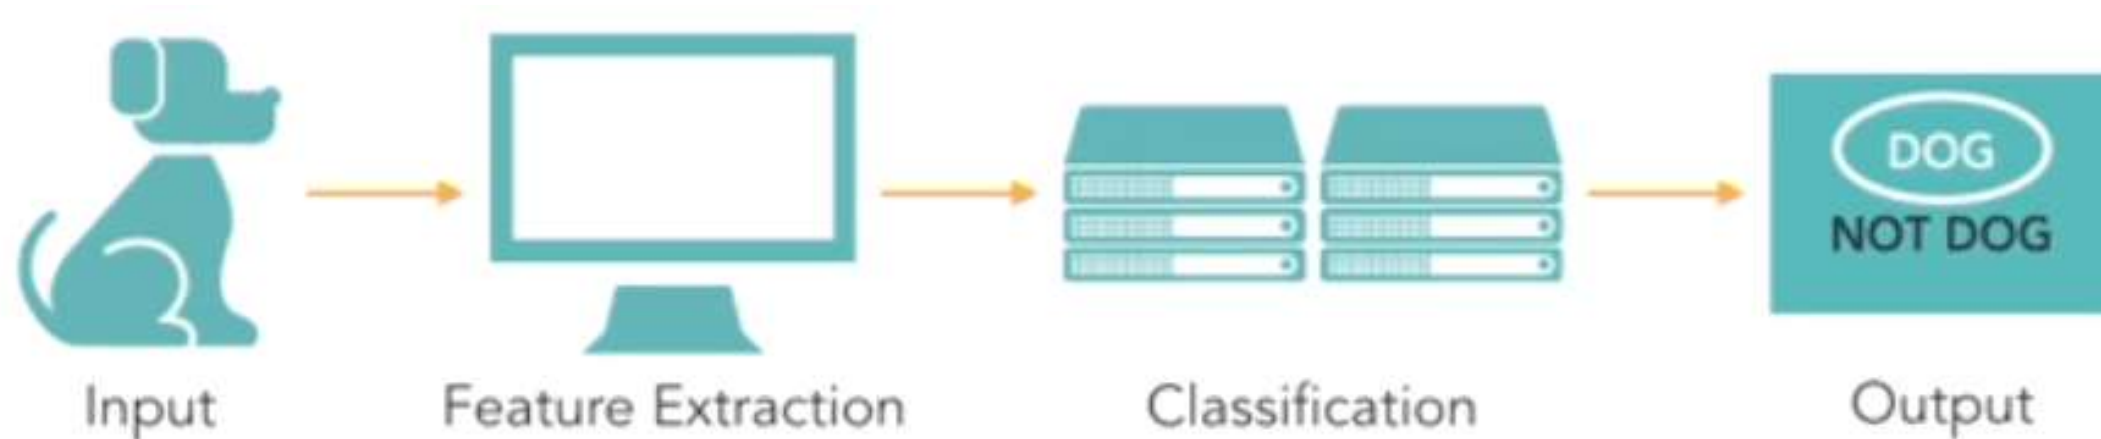 DOG
NOT DOG
Input
Feature Extraction
Classification
Output